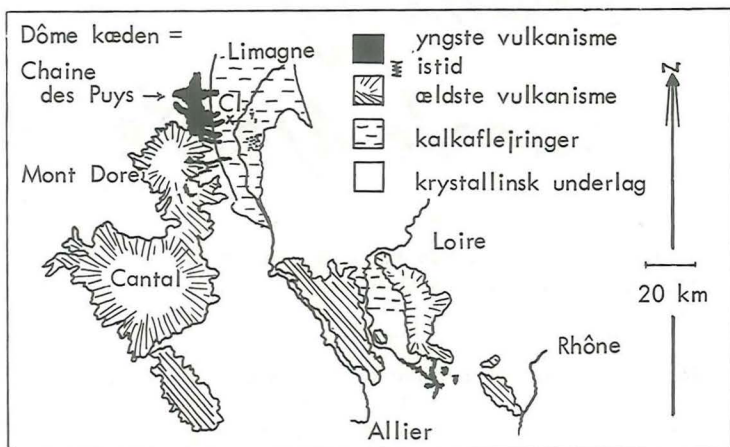 Dôme kæden =
Chaine
des Puys →
Limagne
Cl.
Mont Dore
Cantal
yngste vulkanisme
istid
ældste vulkanisme
kalkaflejringer
krystallinsk underlag
N
Loire
20 km
Rhône
Allier